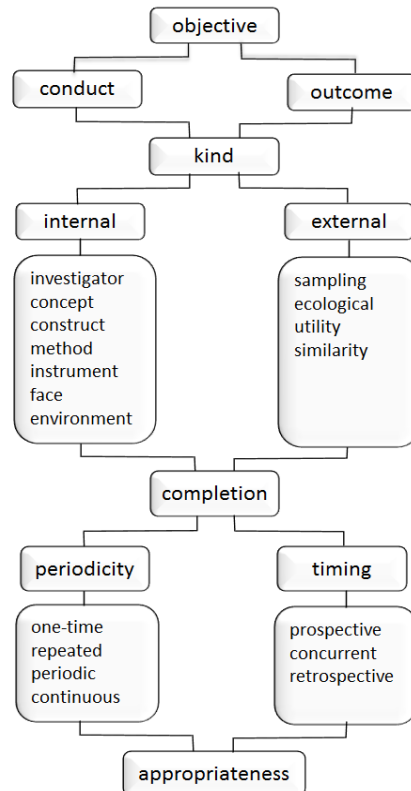 objective
conduct
outcome
kind
internal
external
investigator
concept
construct
method
instrument
face
environment
sampling
ecological
utility
similarity
completion
periodicity
timing
one-time
repeated
periodic
continuous
prospective
concurrent
retrospective
appropriateness